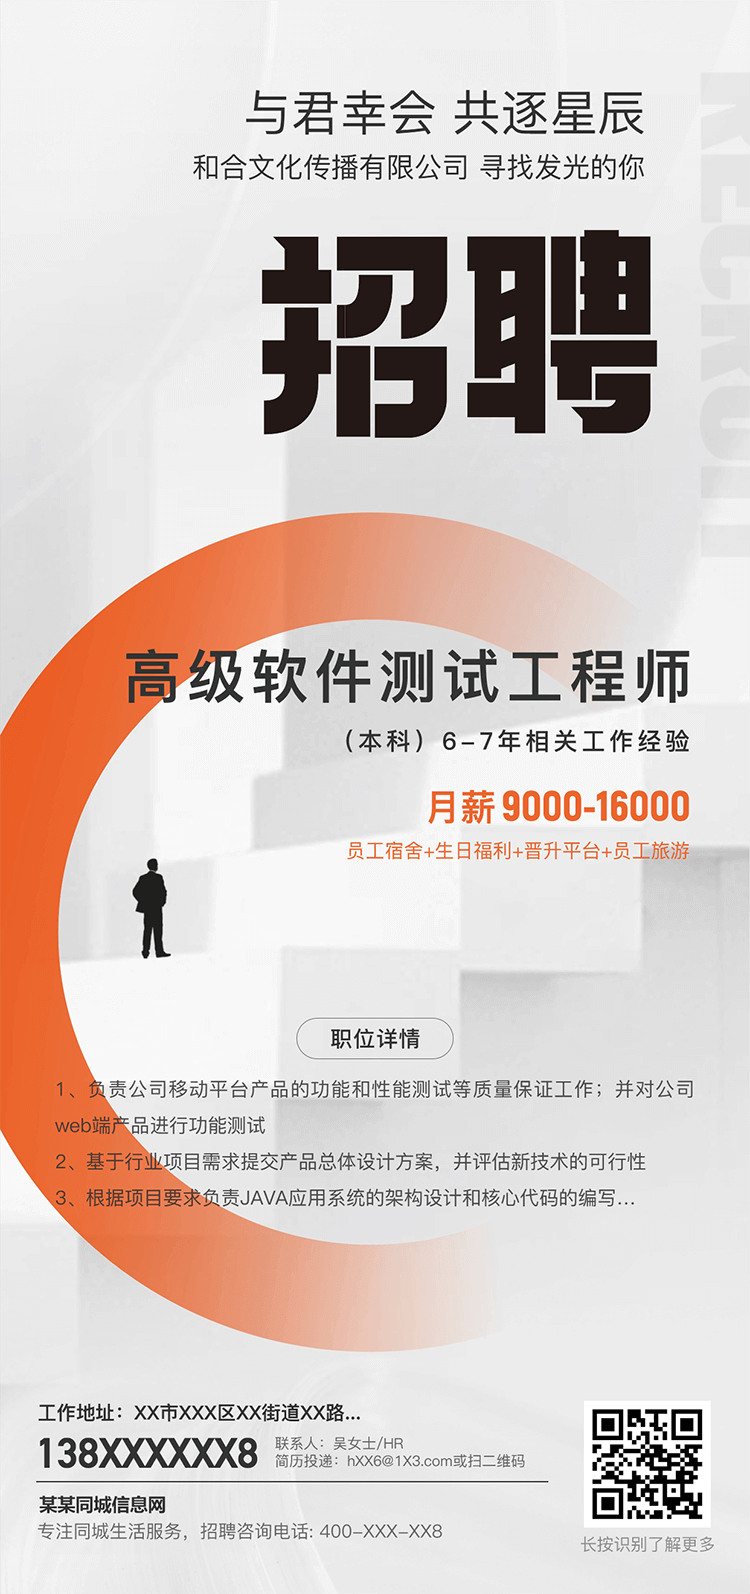 与君幸会 共逐星辰
和合文化传播有限公司 寻找发光的你
招聘
RECRUIT
高级软件测试工程师
（本科）6-7年相关工作经验
月薪 9000-16000
员工宿舍+生日福利+晋升平台+员工旅游
职位详情
1、负责公司移动平台产品的功能和性能测试等质量保证工作；并对公司
web端产品进行功能测试
2、基于行业项目需求提交产品总体设计方案，并评估新技术的可行性
3、根据项目要求负责JAVA应用系统的架构设计和核心代码的编写...
工作地址：XX市XXX区XX街道XX路...
138XXXXXX8
联系人：吴女士/HR
简历投递：hXX6@1X3.com或扫二维码
某某同城信息网
专注同城生活服务，招聘咨询电话: 400-XXX-XX8
长按识别了解更多